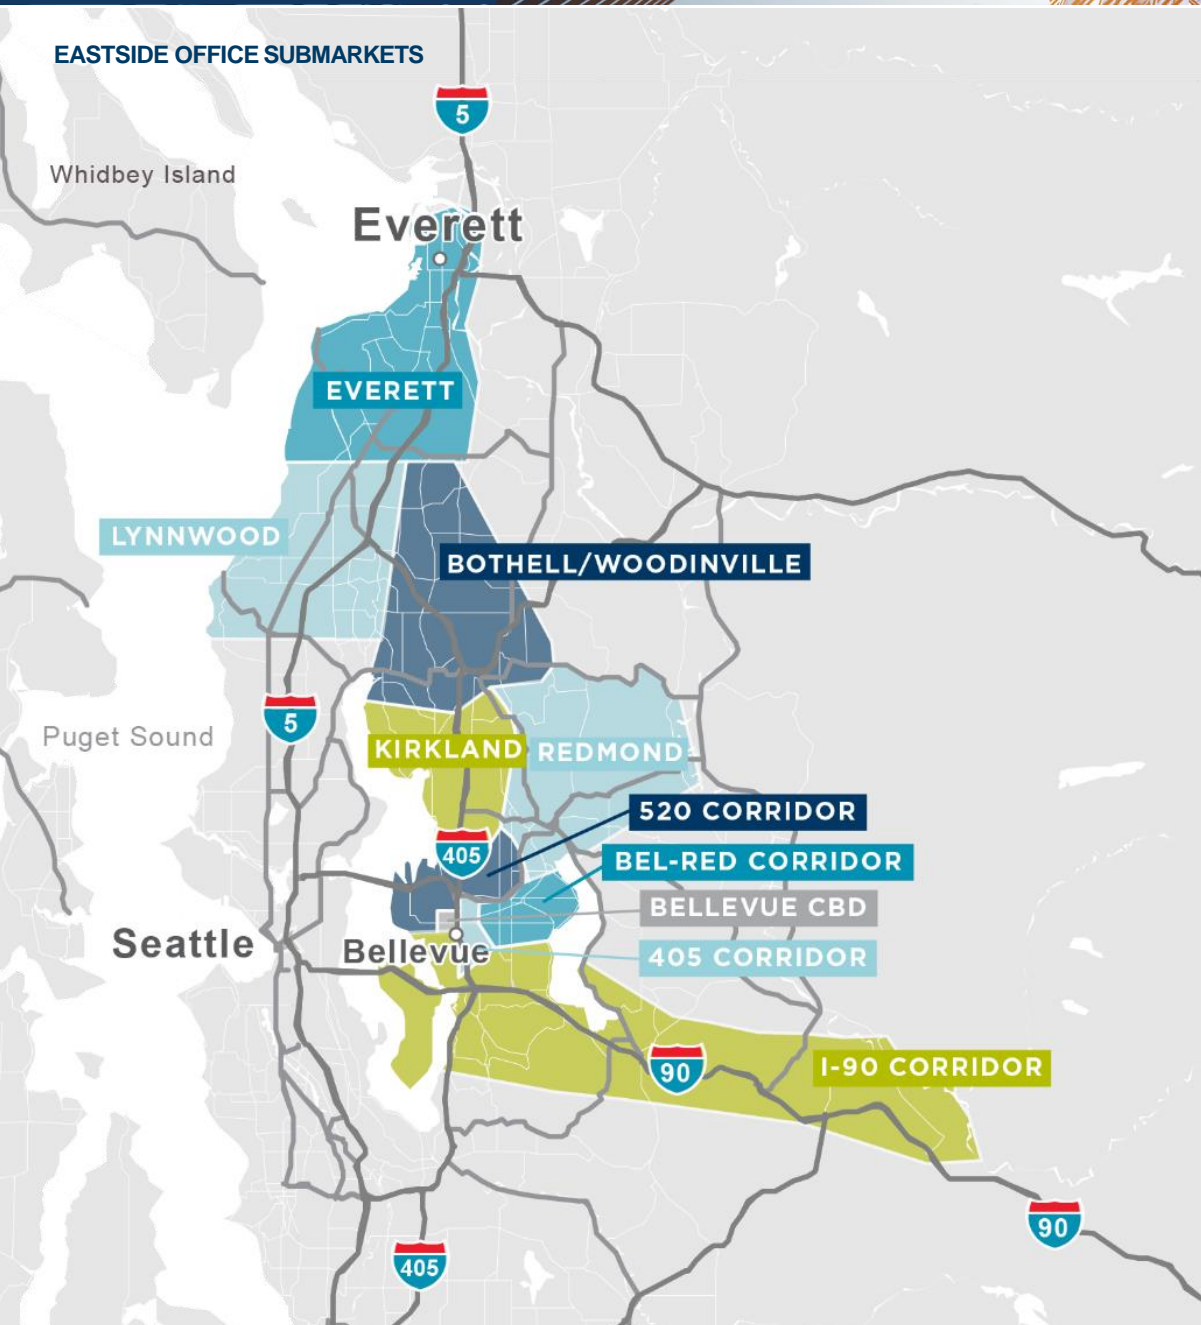 EASTSIDE OFFICE SUBMARKETS
5
Whidbey Island
Everett
EVERETT
LYNNWOOD
BOTHELL/WOODINVILLE
5
Puget Sound
KIRKLAND
REDMOND
520 CORRIDOR
405
BEL-RED CORRIDOR
BELLEVUE CBD
Seattle
Bellevue
405 CORRIDOR
I-90 CORRIDOR
90
90
405